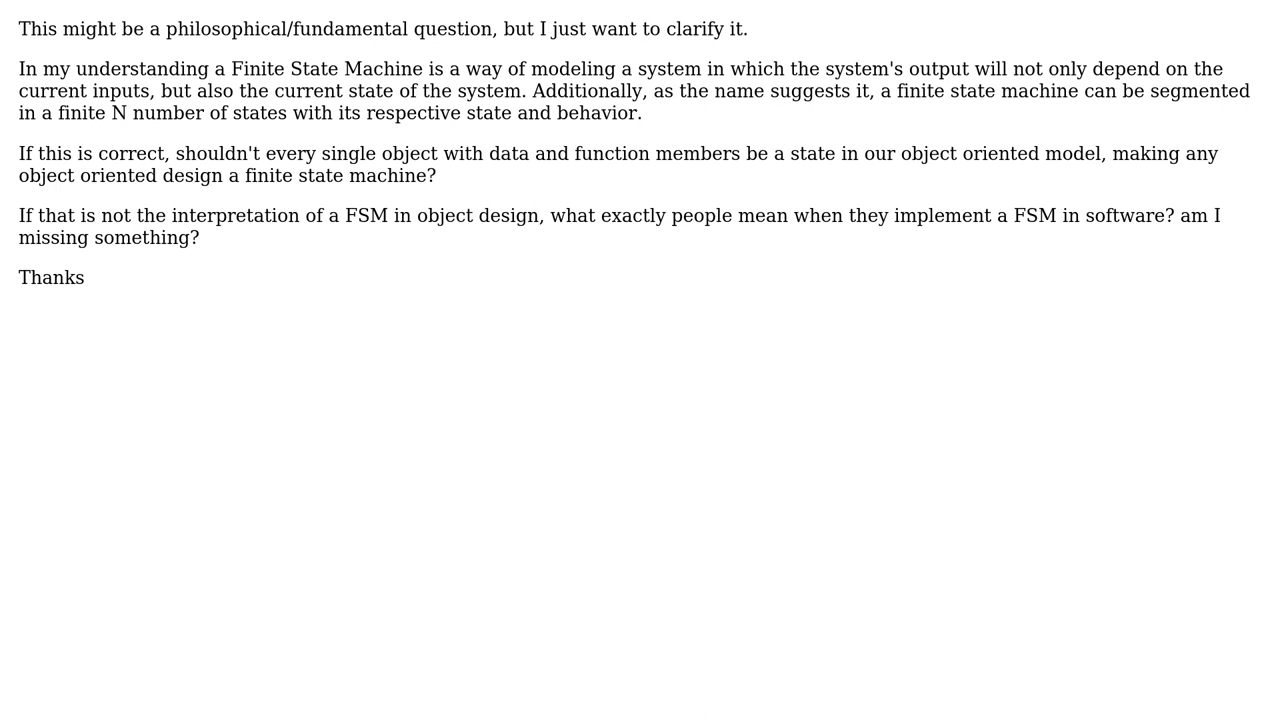 This might be a philosophical/fundamental question, but I just want to clarify it.
In my understanding a Finite State Machine is a way of modeling a system in which the system's output will not only depend on the
current inputs, but also the current state of the system. Additionally, as the name suggests it, a finite state machine can be segmented
in a finite N number of states with its respective state and behavior.
If this is correct, shouldn't every single object with data and function members be a state in our object oriented model, making any
object oriented design a finite state machine?
If that is not the interpretation of a FSM in object design, what exactly people mean when they implement a FSM in software? am I
missing something?
Thanks